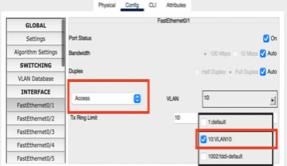 Physical Config CLI Attributes
GLOBAL
Settings
Algorithm Settings
SWITCHING
VLAN Database
INTERFACE
FastEthernet0/1
FastEthernet0/2
FastEthernet0/3
FastEthernet0/4
FastEthernet0/5
FastEthernet0/1
Port Status On
Bandwidth 100 Mbps 10 Mbps Auto
Duplex Half Duplex Full Duplex Auto
Access VLAN 10
Tx Ring Limit 10
1:default
10:VLAN10
1002:fddi-default